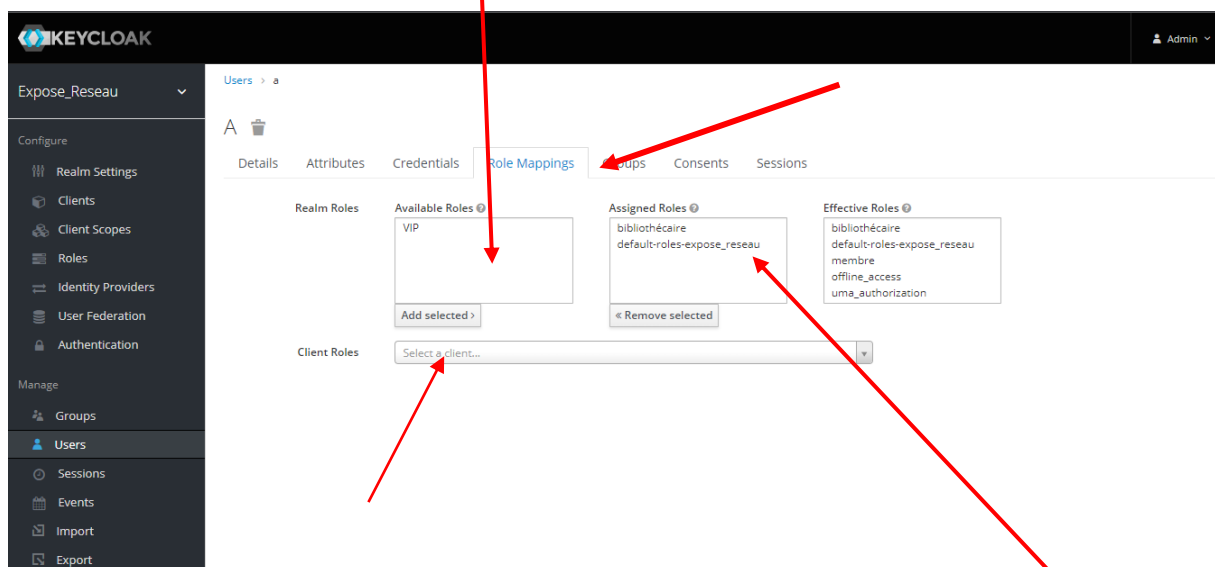 KEYCLOAK
Admin
Expose_Reseau
Users > a
A
Configure
Realm Settings
Clients
Client Scopes
Roles
Identity Providers
User Federation
Authentication
Manage
Groups
Users
Sessions
Events
Import
Export
Details Attributes Credentials Role Mappings Groups Consents Sessions
Realm Roles
Available Roles
VIP
Add selected >
Assigned Roles
bibliothécaire
default-roles-expose_reseau
« Remove selected
Effective Roles
bibliothécaire
default-roles-expose_reseau
membre
offline_access
uma_authorization
Client Roles
Select a client...